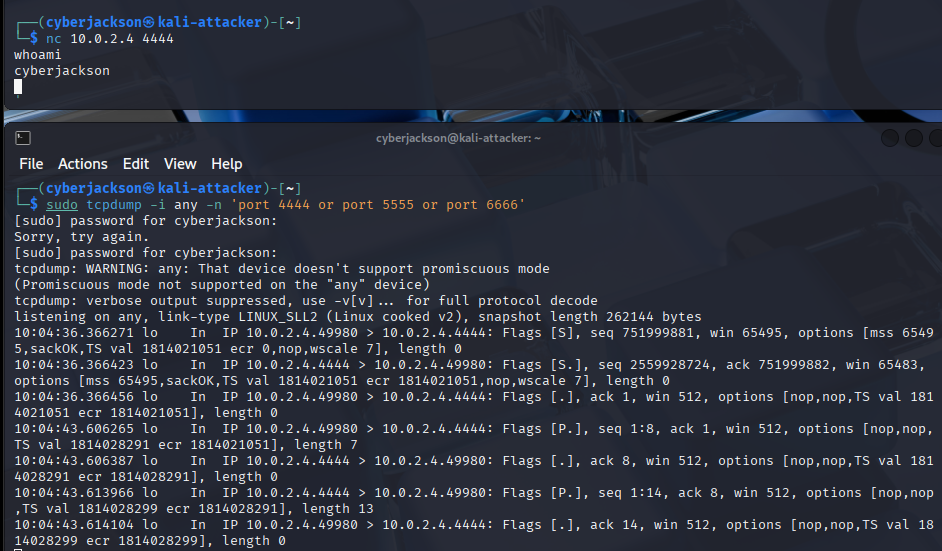 ┌──(cyberjackson㉿kali-attacker)-[~]
└─$ nc 10.0.2.4 4444
whoami
cyberjackson
cyberjackson@kali-attacker: ~
File Actions Edit View Help
┌──(cyberjackson㉿kali-attacker)-[~]
└─$ sudo tcpdump -i any -n 'port 4444 or port 5555 or port 6666'
[sudo] password for cyberjackson:
Sorry, try again.
[sudo] password for cyberjackson:
tcpdump: WARNING: any: That device doesn't support promiscuous mode
(Promiscuous mode not supported on the "any" device)
tcpdump: verbose output suppressed, use -v[v]... for full protocol decode
listening on any, link-type LINUX_SLL2 (Linux cooked v2), snapshot length 262144 bytes
10:04:36.366271 lo    In  IP 10.0.2.4.49980 > 10.0.2.4.4444: Flags [S], seq 751999881, win 65495, options [mss 6549
5,sackOK,TS val 1814021051 ecr 0,nop,wscale 7], length 0
10:04:36.366423 lo    In  IP 10.0.2.4.4444 > 10.0.2.4.49980: Flags [S.], seq 2559928724, ack 751999882, win 65483,
options [mss 65495,sackOK,TS val 1814021051 ecr 1814021051,nop,wscale 7], length 0
10:04:36.366456 lo    In  IP 10.0.2.4.49980 > 10.0.2.4.4444: Flags [.], ack 1, win 512, options [nop,nop,TS val 181
4021051 ecr 1814021051], length 0
10:04:43.606265 lo    In  IP 10.0.2.4.49980 > 10.0.2.4.4444: Flags [P.], seq 1:8, ack 1, win 512, options [nop,nop,
TS val 1814028291 ecr 1814021051], length 7
10:04:43.606387 lo    In  IP 10.0.2.4.4444 > 10.0.2.4.49980: Flags [.], ack 8, win 512, options [nop,nop,TS val 181
4028291 ecr 1814028291], length 0
10:04:43.613966 lo    In  IP 10.0.2.4.4444 > 10.0.2.4.49980: Flags [P.], seq 1:14, ack 8, win 512, options [nop,nop
,TS val 1814028299 ecr 1814028291], length 13
10:04:43.614104 lo    In  IP 10.0.2.4.49980 > 10.0.2.4.4444: Flags [.], ack 14, win 512, options [nop,nop,TS val 18
14028299 ecr 1814028299], length 0